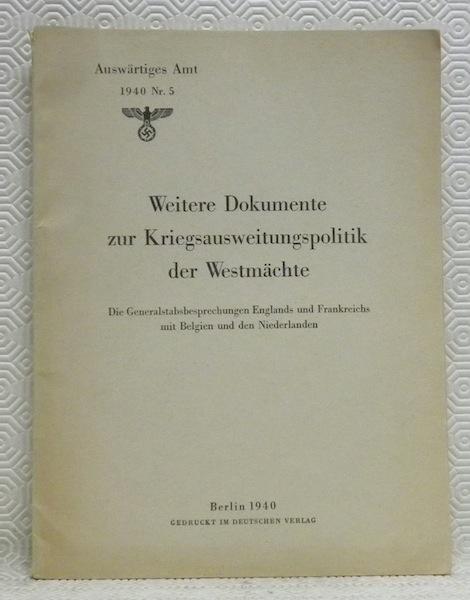 Auswärtiges Amt
1940 Nr. 5
Weitere Dokumente
zur Kriegsausweitungspolitik
der Westmächte
Die Generalstabsbesprechungen Englands und Frankreichs
mit Belgien und den Niederlanden
Berlin 1940
GEDRUCKT IM DEUTSCHEN VERLAG